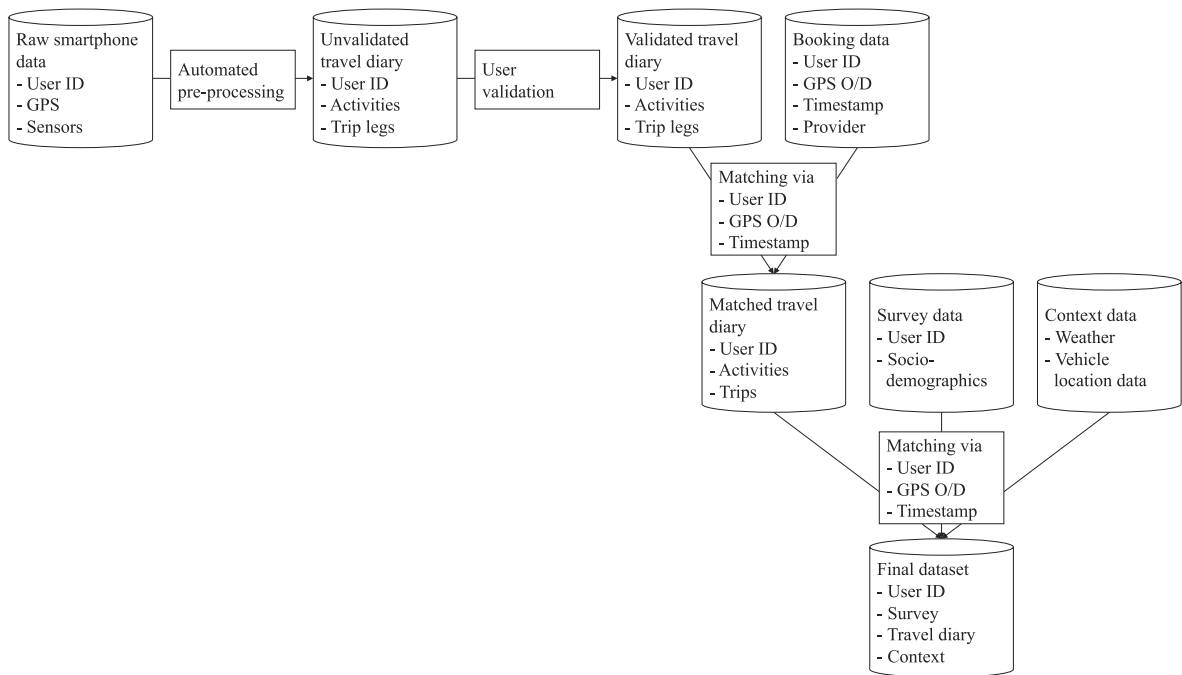 Raw smartphone
data
- User ID
- GPS
- Sensors
Automated
pre-processing
Unvalidated
travel diary
- User ID
- Activities
- Trip legs
User
validation
Validated travel
diary
- User ID
- Activities
- Trip legs
Booking data
- User ID
- GPS O/D
- Timestamp
- Provider
Matching via
- User ID
- GPS O/D
- Timestamp
Matched travel
diary
- User ID
- Activities
- Trips
Survey data
- User ID
- Socio-
demographics
Context data
- Weather
- Vehicle
location data
Matching via
- User ID
- GPS O/D
- Timestamp
Final dataset
- User ID
- Survey
- Travel diary
- Context